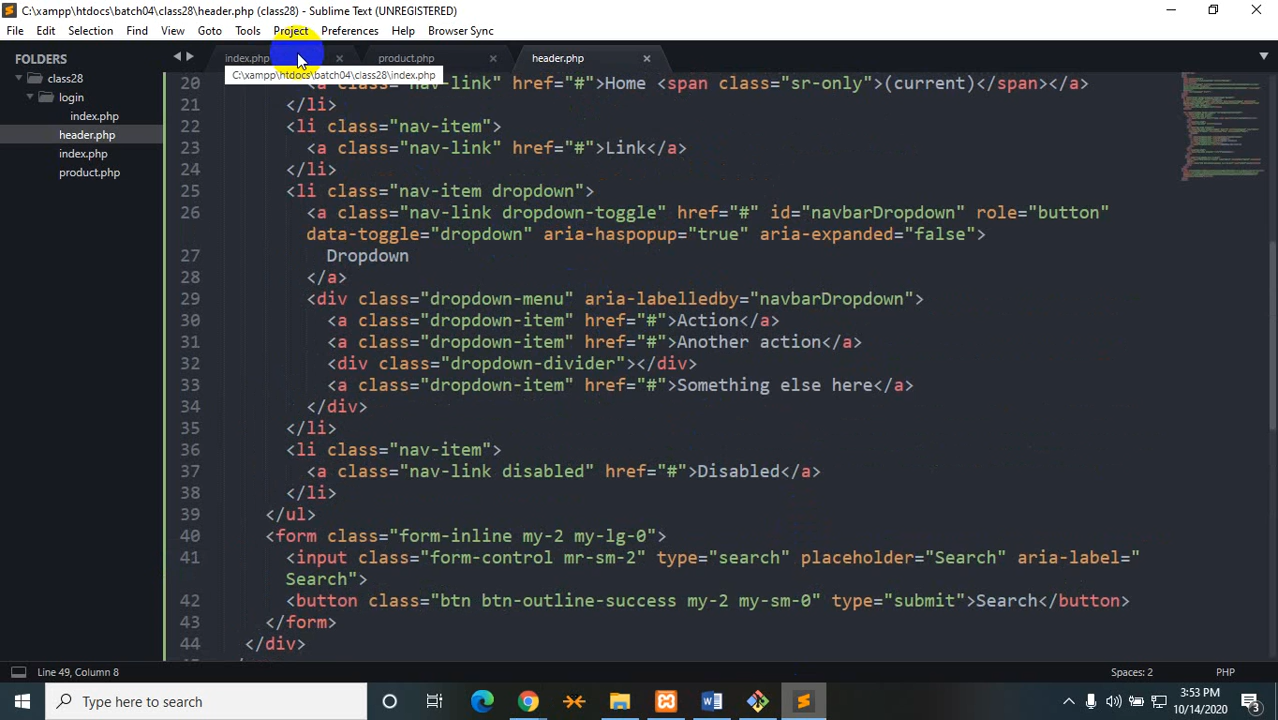 C:\xampp\htdocs\batch04\class28\header.php (class28) - Sublime Text (UNREGISTERED)
File Edit Selection Find View Goto Tools Project Preferences Help Browser Sync
FOLDERS
class28
login
index.php
header.php
index.php
product.php
index.php product.php header.php
C:\xampp\htdocs\batch04\class28\index.php
20 <a class="nav-link" href="#">Home <span class="sr-only">(current)</span></a>
21 </li>
22 <li class="nav-item">
23 <a class="nav-link" href="#">Link</a>
24 </li>
25 <li class="nav-item dropdown">
26 <a class="nav-link dropdown-toggle" href="#" id="navbarDropdown" role="button"
data-toggle="dropdown" aria-haspopup="true" aria-expanded="false">
27 Dropdown
28 </a>
29 <div class="dropdown-menu" aria-labelledby="navbarDropdown">
30 <a class="dropdown-item" href="#">Action</a>
31 <a class="dropdown-item" href="#">Another action</a>
32 <div class="dropdown-divider"></div>
33 <a class="dropdown-item" href="#">Something else here</a>
34 </div>
35 </li>
36 <li class="nav-item">
37 <a class="nav-link disabled" href="#">Disabled</a>
38 </li>
39 </ul>
40 <form class="form-inline my-2 my-lg-0">
41 <input class="form-control mr-sm-2" type="search" placeholder="Search" aria-label="
Search">
42 <button class="btn btn-outline-success my-2 my-sm-0" type="submit">Search</button>
43 </form>
44 </div>
Line 49, Column 8 Spaces: 2 PHP
Type here to search
3:53 PM
10/14/2020
3